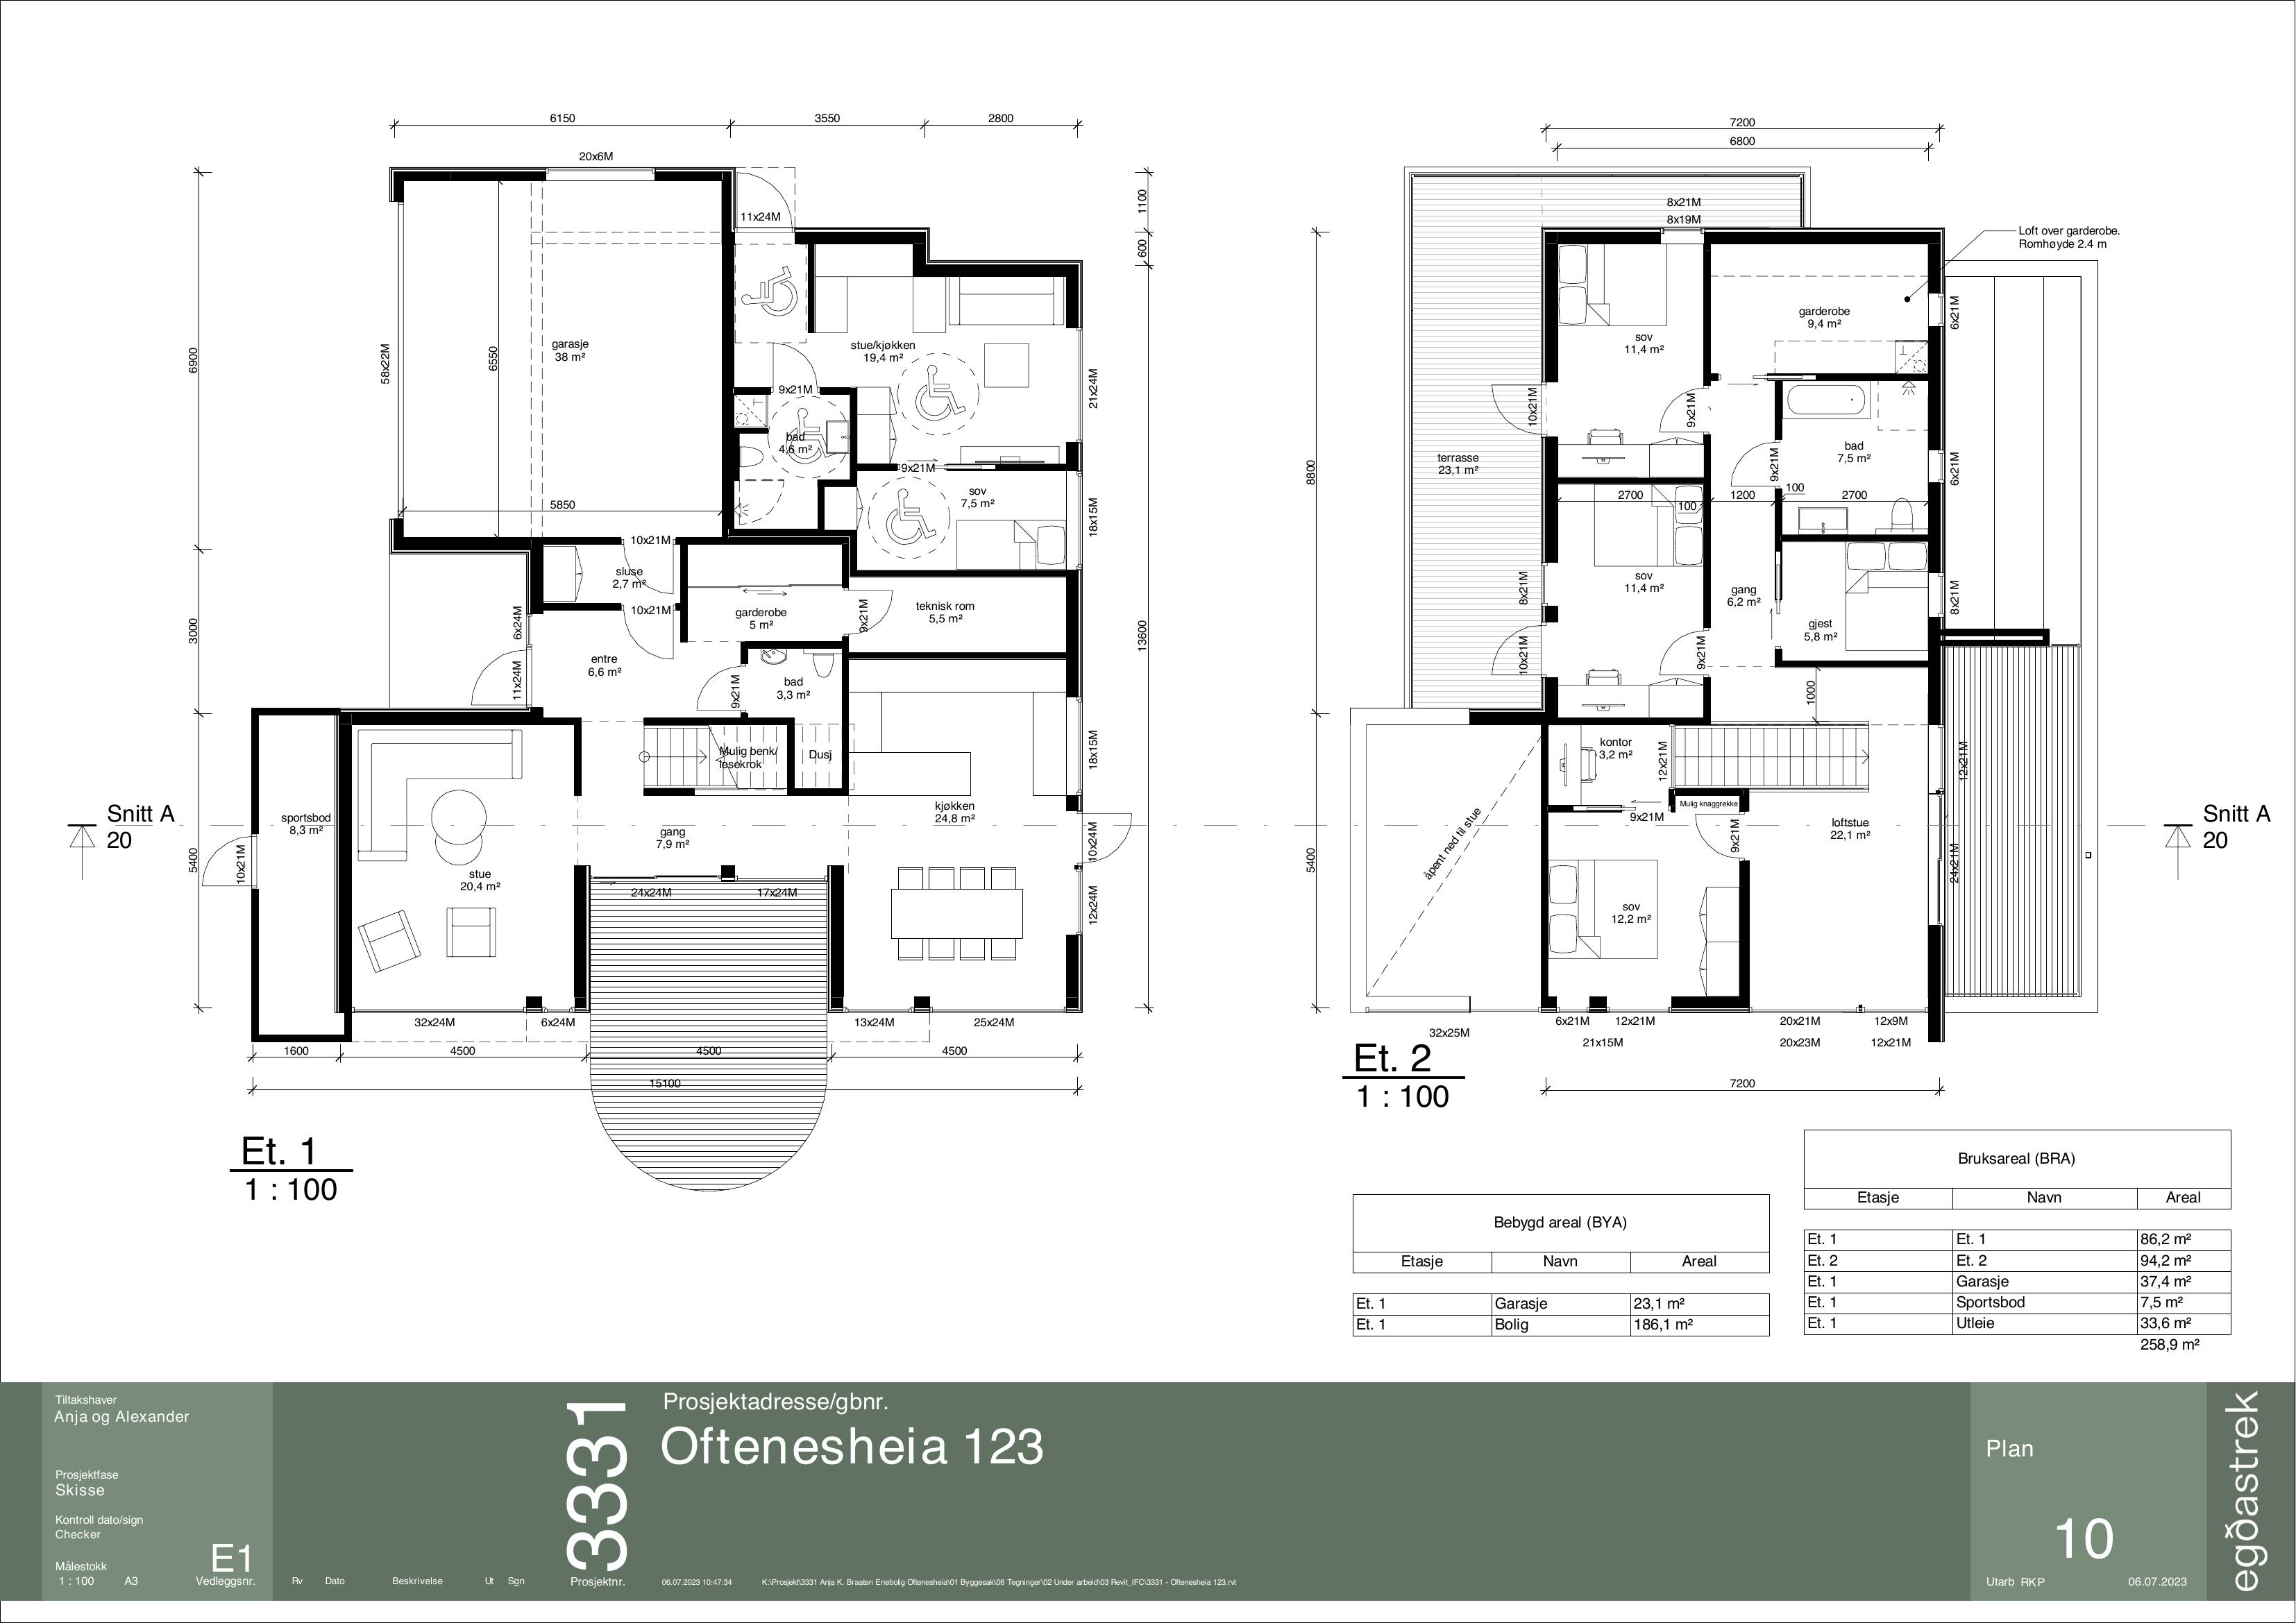 6150
3550
2800
20x6M
11x24M
1100
600
garasje
38 m²
58x22M
6550
6900
5850
stue/kjøkken
19,4 m²
21x24M
9x21M
bad
4,6 m²
9x21M
sov
7,5 m²
18x15M
10x21M
sluse
2,7 m²
10x21M
garderobe
5 m²
9x21M
teknisk rom
5,5 m²
3000
6x24M
11x24M
entre
6,6 m²
9x21M
bad
3,3 m²
13600
Mulig benk/
lesekrok
Dusj
18x15M
Snitt A
20
sportsbod
8,3 m²
10x21M
5400
stue
20,4 m²
gang
7,9 m²
kjøkken
24,8 m²
10x24M
12x24M
24x24M
17x24M
32x24M
6x24M
13x24M
25x24M
1600
4500
4500
4500
15100
Et. 1
1 : 100
7200
6800
8x21M
8x19M
Loft over garderobe.
Romhøyde 2.4 m
garderobe
9,4 m²
6x21M
sov
11,4 m²
10x21M
9x21M
terrasse
23,1 m²
8800
bad
7,5 m²
9x21M
6x21M
2700
100
1200
100
2700
sov
11,4 m²
8x21M
10x21M
9x21M
gang
6,2 m²
gjest
5,8 m²
8x21M
1000
kontor
3,2 m²
12x21M
9x21M
Mulig knaggrekke
9x21M
loftstue
22,1 m²
12x21M
24x21M
Snitt A
20
åpent ned til stue
5400
sov
12,2 m²
6x21M
12x21M
20x21M
12x9M
32x25M
21x15M
20x23M
12x21M
7200
Et. 2
1 : 100
Bebygd areal (BYA)
Etasje Navn Areal
Et. 1 Garasje 23,1 m²
Et. 1 Bolig 186,1 m²
Bruksareal (BRA)
Etasje Navn Areal
Et. 1 Et. 1 86,2 m²
Et. 2 Et. 2 94,2 m²
Et. 1 Garasje 37,4 m²
Et. 1 Sportsbod 7,5 m²
Et. 1 Utleie 33,6 m²
258,9 m²
Tiltakshaver
Anja og Alexander
Prosjektfase
Skisse
Kontroll dato/sign
Checker
Målestokk
1 : 100 A3
E1
Vedleggsnr.
Rv Dato Beskrivelse Ut Sgn
3331
Prosjektnr.
Prosjektadresse/gbnr.
Oftenesheia 123
06.07.2023 10:47:34 K:\Prosjekt\3331 Anja K. Braaten Enebolig Oftenesheia\01 Byggesak\06 Tegninger\02 Under arbeid\03 Revit_IFC\3331 - Oftenesheia 123.rvt
Plan
10
Utarb RKP 06.07.2023
egðastrek